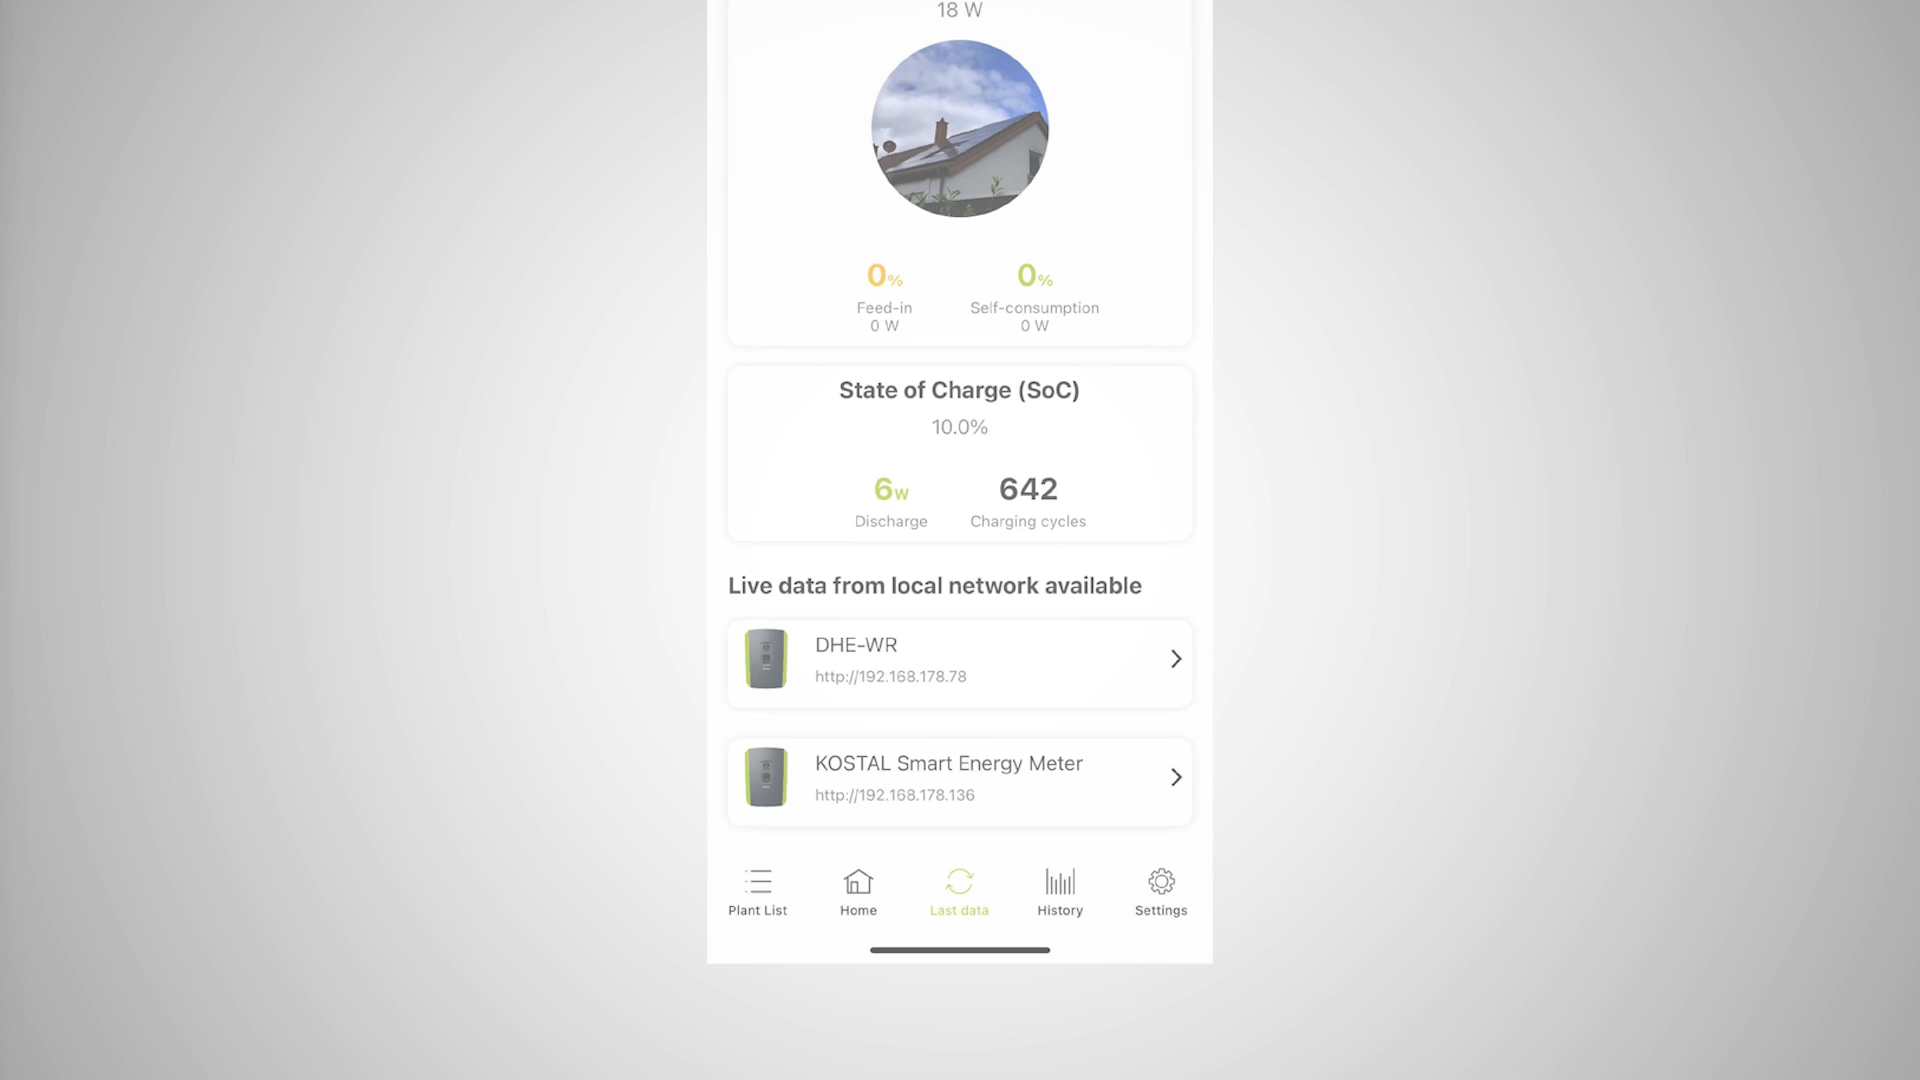 18 W
0% 0%
Feed-in Self-consumption
0 W 0 W
State of Charge (SoC)
10.0%
6W 642
Discharge Charging cycles
Live data from local network available
DHE-WR
http://192.168.178.78
KOSTAL Smart Energy Meter
http://192.168.178.136
Plant List Home Last data History Settings